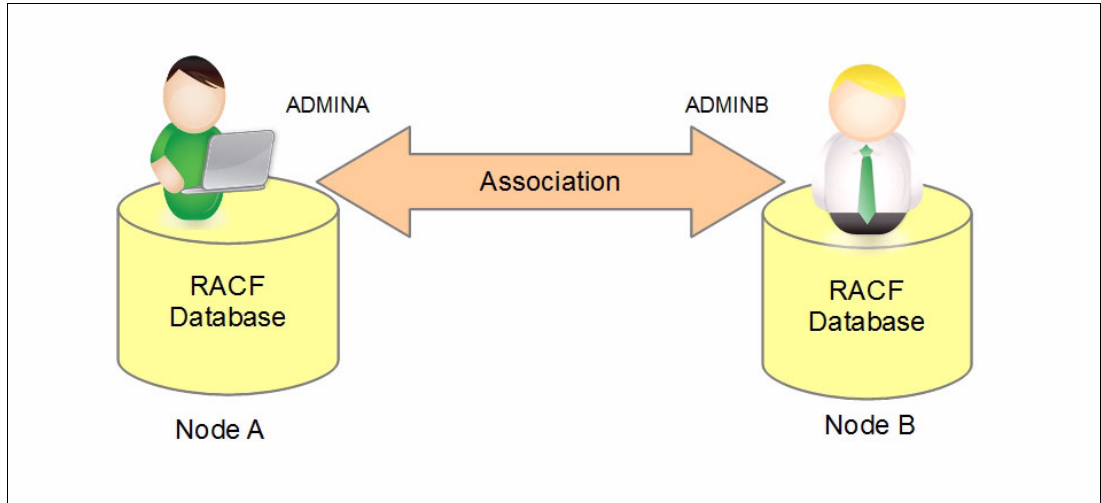 ADMINA
ADMINB
Association
RACF
Database
RACF
Database
Node A
Node B